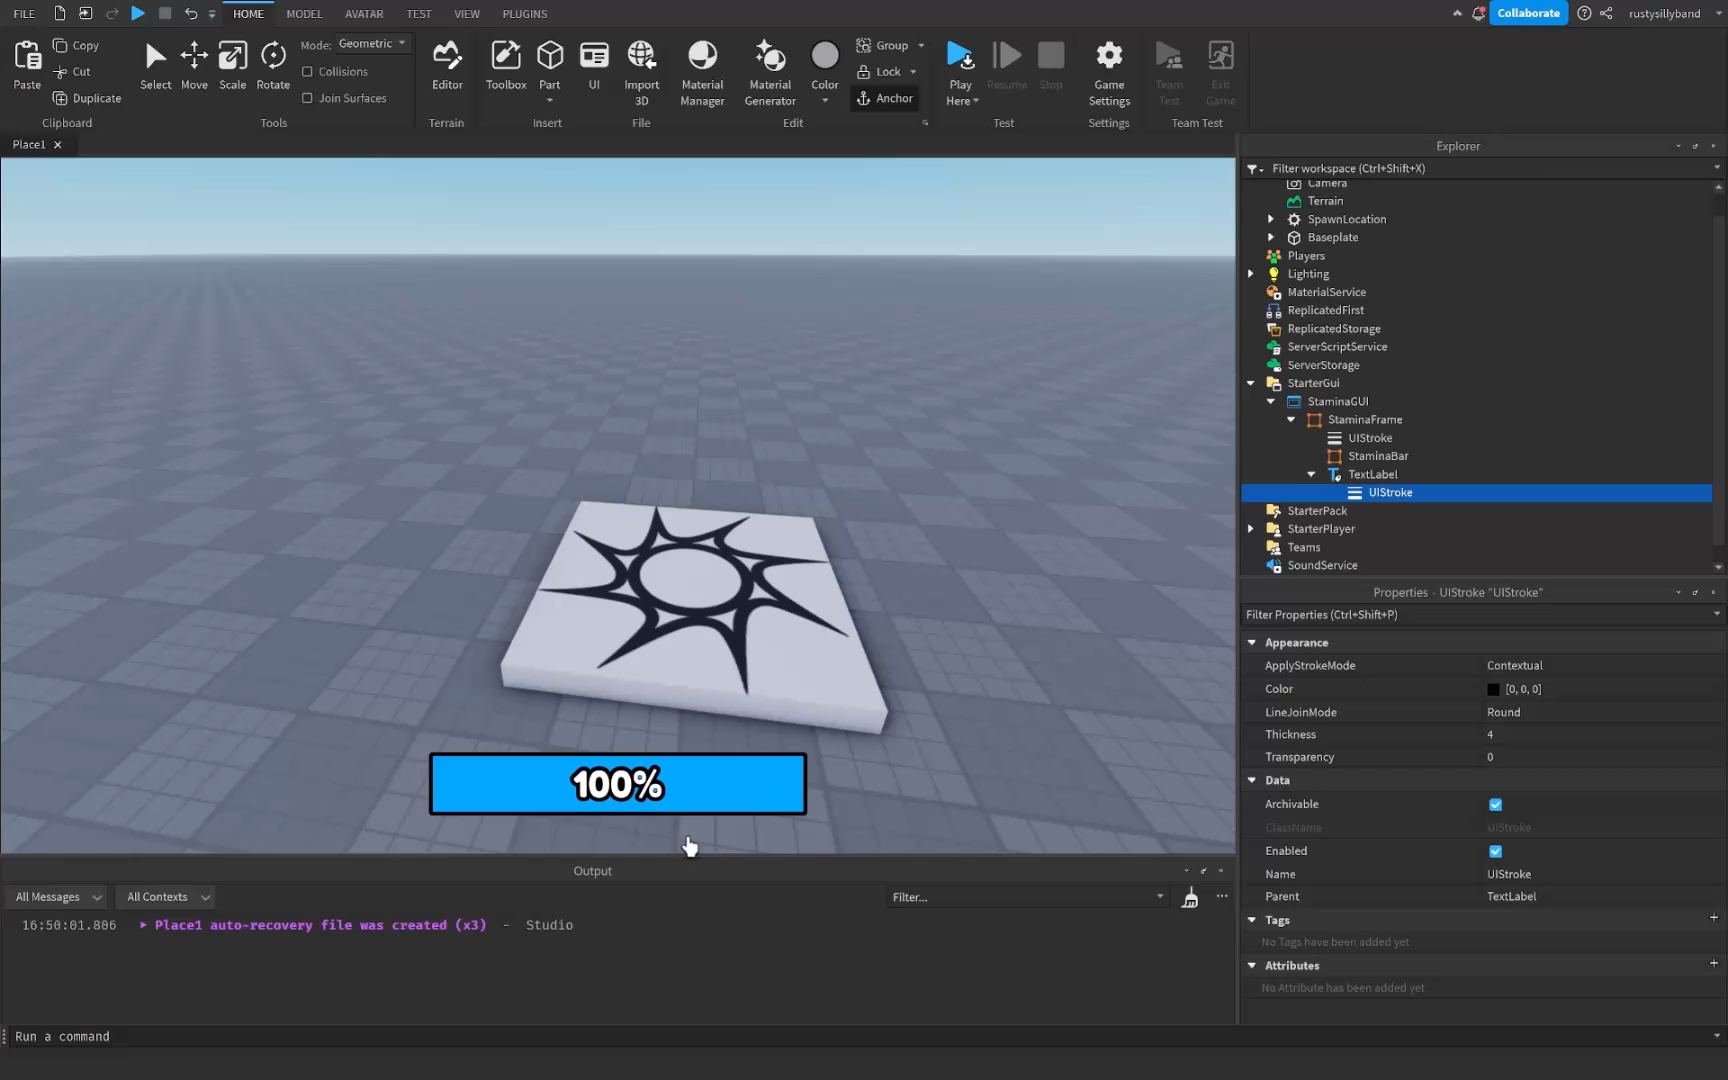 FILE
HOME
MODEL
AVATAR
TEST
VIEW
PLUGINS
Collaborate
rustysillyband
Paste
Copy
Cut
Duplicate
Clipboard
Select
Move
Scale
Rotate
Mode: Geometric
Collisions
Join Surfaces
Tools
Editor
Terrain
Toolbox
Part
UI
Insert
Import
3D
File
Material
Manager
Material
Generator
Color
Group
Lock
Anchor
Edit
Play
Here
Resume
Stop
Test
Game
Settings
Settings
Team
Test
Exit
Game
Team Test
Place1
100%
Explorer
Filter workspace (Ctrl+Shift+X)
Camera
Terrain
SpawnLocation
Baseplate
Players
Lighting
MaterialService
ReplicatedFirst
ReplicatedStorage
ServerScriptService
ServerStorage
StarterGui
StaminaGUI
StaminaFrame
UIStroke
StaminaBar
TextLabel
UIStroke
StarterPack
StarterPlayer
Teams
SoundService
Properties - UIStroke "UIStroke"
Filter Properties (Ctrl+Shift+P)
Appearance
ApplyStrokeMode Contextual
Color [0, 0, 0]
LineJoinMode Round
Thickness 4
Transparency 0
Data
Archivable
ClassName UIStroke
Enabled
Name UIStroke
Parent TextLabel
Tags
No Tags have been added yet
Attributes
No Attribute has been added yet
Output
All Messages
All Contexts
Filter...
16:50:01.806 Place1 auto-recovery file was created (x3) - Studio
Run a command